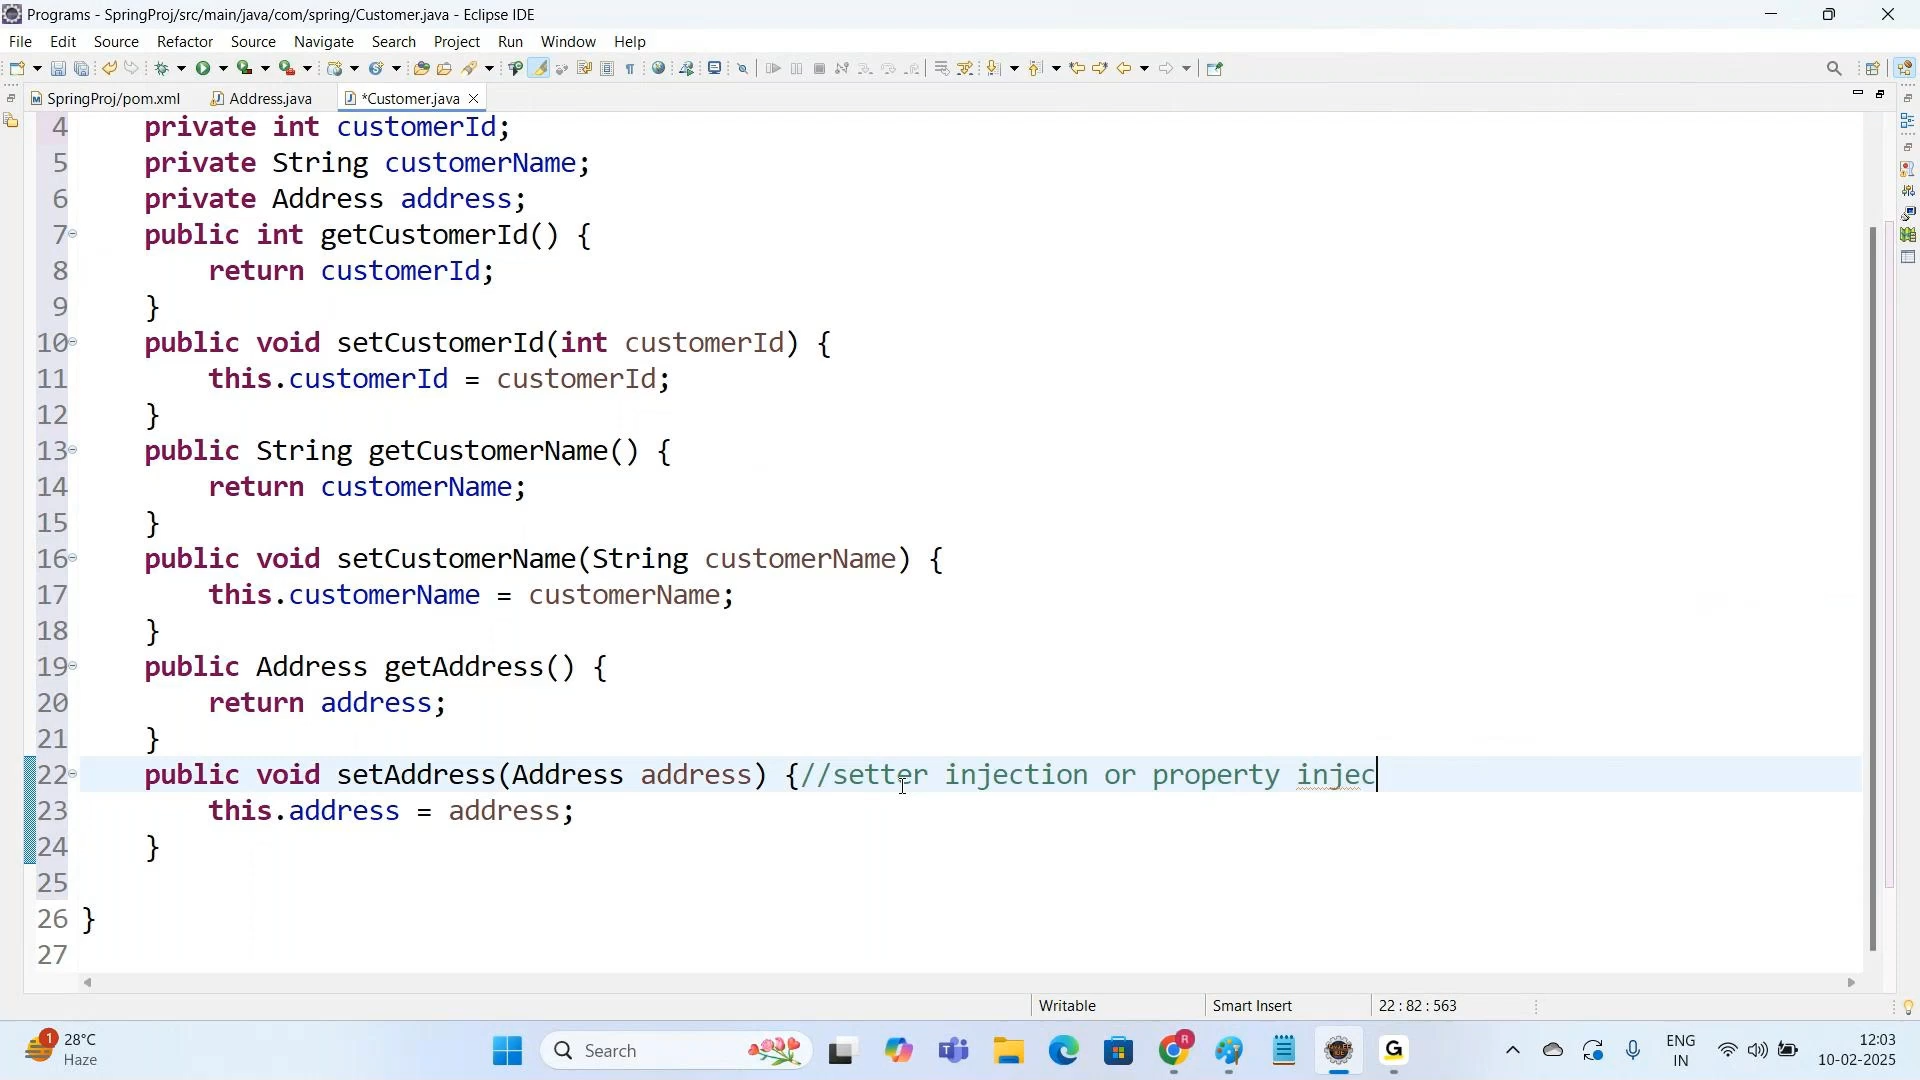 Programs - SpringProj/src/main/java/com/spring/Customer.java - Eclipse IDE
File Edit Source Refactor Source Navigate Search Project Run Window Help
SpringProj/pom.xml Address.java *Customer.java
4 private int customerId;
5 private String customerName;
6 private Address address;
7 public int getCustomerId() {
8 return customerId;
9 }
10 public void setCustomerId(int customerId) {
11 this.customerId = customerId;
12 }
13 public String getCustomerName() {
14 return customerName;
15 }
16 public void setCustomerName(String customerName) {
17 this.customerName = customerName;
18 }
19 public Address getAddress() {
20 return address;
21 }
22 public void setAddress(Address address) {//setter injection or property injec
23 this.address = address;
24 }
25
26 }
27
Writable Smart Insert 22 : 82 : 563
1 28°C
Haze
Search
ENG
IN
12:03
10-02-2025